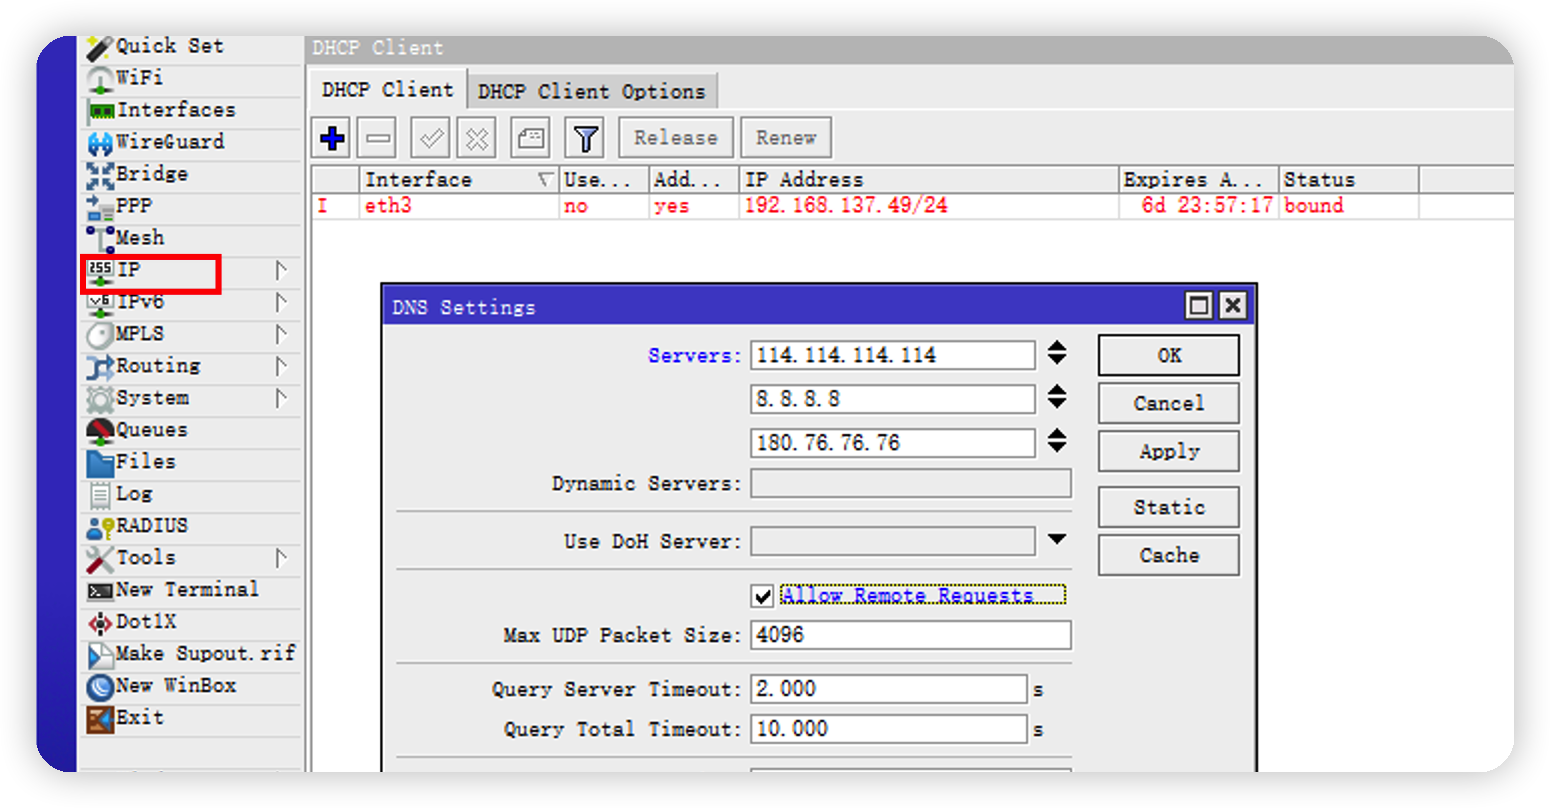 Quick Set
WiFi
Interfaces
WireGuard
Bridge
PPP
Mesh
255 IP
v6 IPv6
MPLS
Routing
System
Queues
Files
Log
RADIUS
Tools
New Terminal
Dot1X
Make Supout.rif
New WinBox
Exit
DHCP Client
DHCP Client DHCP Client Options
Release Renew
Interface Use... Add... IP Address Expires A... Status
I eth3 no yes 192.168.137.49/24 6d 23:57:17 bound
DNS Settings
Servers: 114.114.114.114
8.8.8.8
180.76.76.76
Dynamic Servers:
Use DoH Server:
Allow Remote Requests
Max UDP Packet Size: 4096
Query Server Timeout: 2.000 s
Query Total Timeout: 10.000 s
OK
Cancel
Apply
Static
Cache